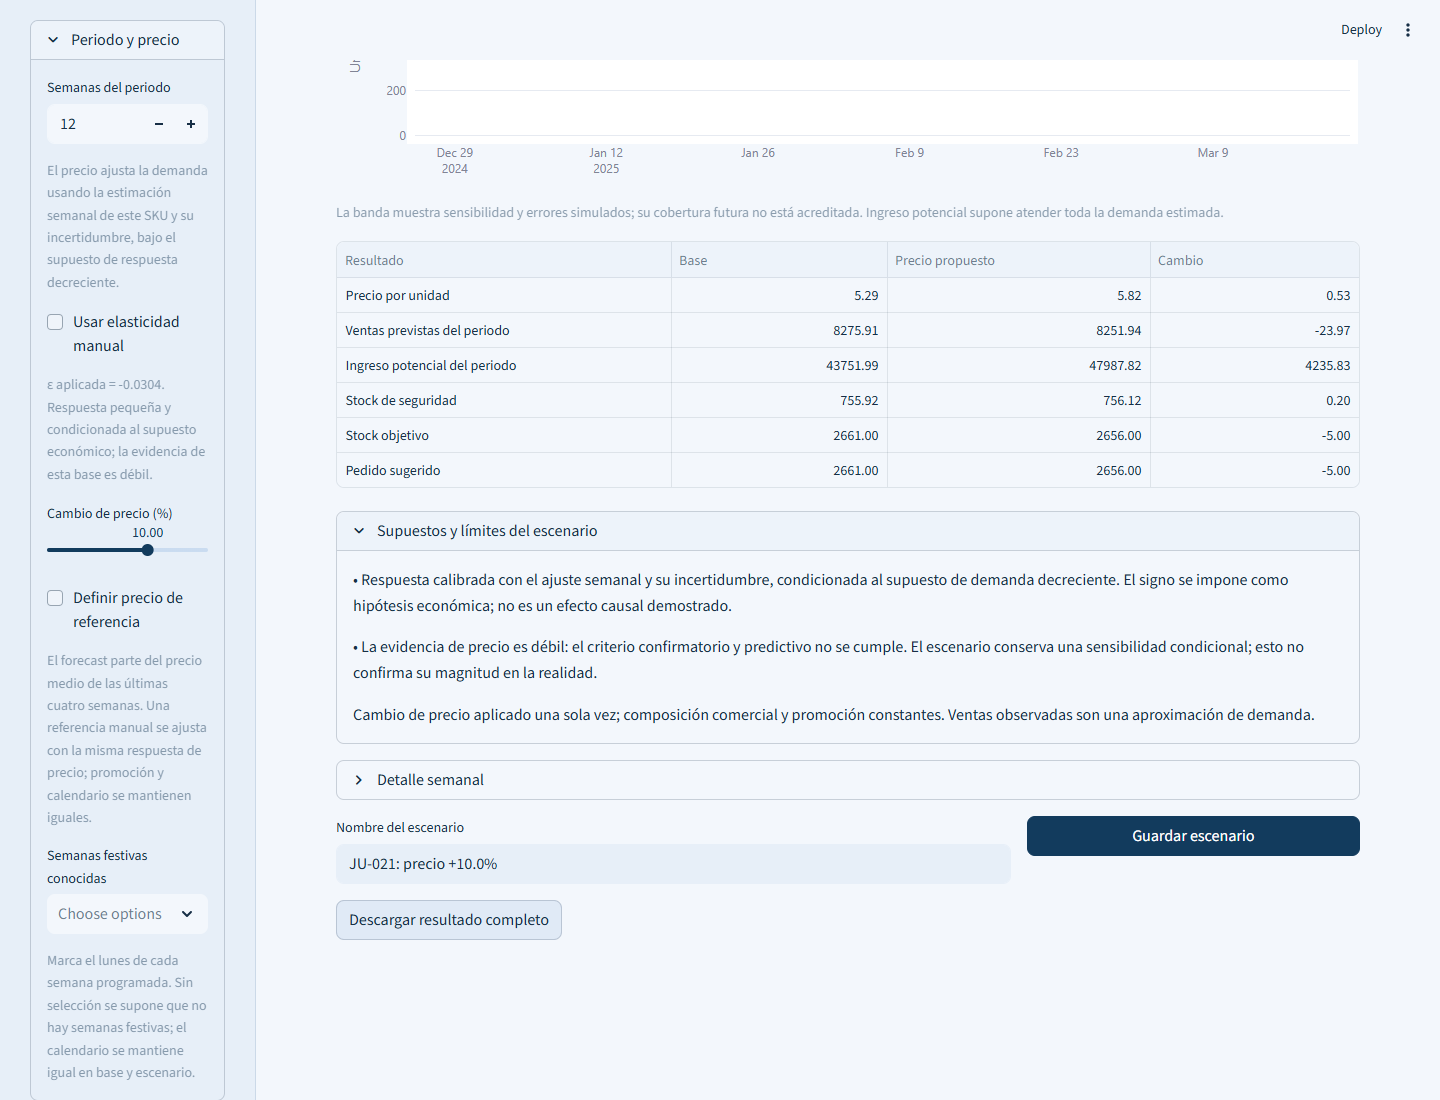 Periodo y precio
Semanas del periodo
12
El precio ajusta la demanda
usando la estimación
semanal de este SKU y su
incertidumbre, bajo el
supuesto de respuesta
decreciente.
Usar elasticidad
manual
ε aplicada = -0.0304.
Respuesta pequeña y
condicionada al supuesto
económico; la evidencia de
esta base es débil.
Cambio de precio (%)
10.00
Definir precio de
referencia
El forecast parte del precio
medio de las últimas
cuatro semanas. Una
referencia manual se ajusta
con la misma respuesta de
precio; promoción y
calendario se mantienen
iguales.
Semanas festivas
conocidas
Choose options
Marca el lunes de cada
semana programada. Sin
selección se supone que no
hay semanas festivas; el
calendario se mantiene
igual en base y escenario.
Deploy
200
0
Dec 29 Jan 12 Jan 26 Feb 9 Feb 23 Mar 9
2024 2025
La banda muestra sensibilidad y errores simulados; su cobertura futura no está acreditada. Ingreso potencial supone atender toda la demanda estimada.
Resultado Base Precio propuesto Cambio
Precio por unidad 5.29 5.82 0.53
Ventas previstas del periodo 8275.91 8251.94 -23.97
Ingreso potencial del periodo 43751.99 47987.82 4235.83
Stock de seguridad 755.92 756.12 0.20
Stock objetivo 2661.00 2656.00 -5.00
Pedido sugerido 2661.00 2656.00 -5.00
Supuestos y límites del escenario
• Respuesta calibrada con el ajuste semanal y su incertidumbre, condicionada al supuesto de demanda decreciente. El signo se impone como
hipótesis económica; no es un efecto causal demostrado.
• La evidencia de precio es débil: el criterio confirmatorio y predictivo no se cumple. El escenario conserva una sensibilidad condicional; esto no
confirma su magnitud en la realidad.
Cambio de precio aplicado una sola vez; composición comercial y promoción constantes. Ventas observadas son una aproximación de demanda.
Detalle semanal
Nombre del escenario
JU-021: precio +10.0%
Guardar escenario
Descargar resultado completo